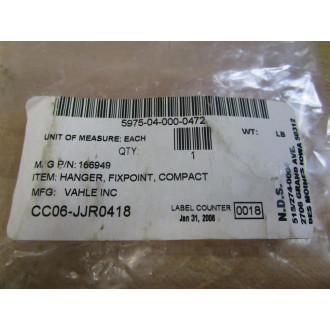 5975-04-000-0472
UNIT OF MEASURE: EACH
WT: LB
QTY:
1
M,G P/N: 166949
ITEM: HANGER, FIXPOINT, COMPACT
MFG: VAHLE INC
CC06-JJR0418
LABEL COUNTER 0018
Jan 31, 2006
N.D.S.
2706 GRAND AVE.
DES MOINES IOWA 50312